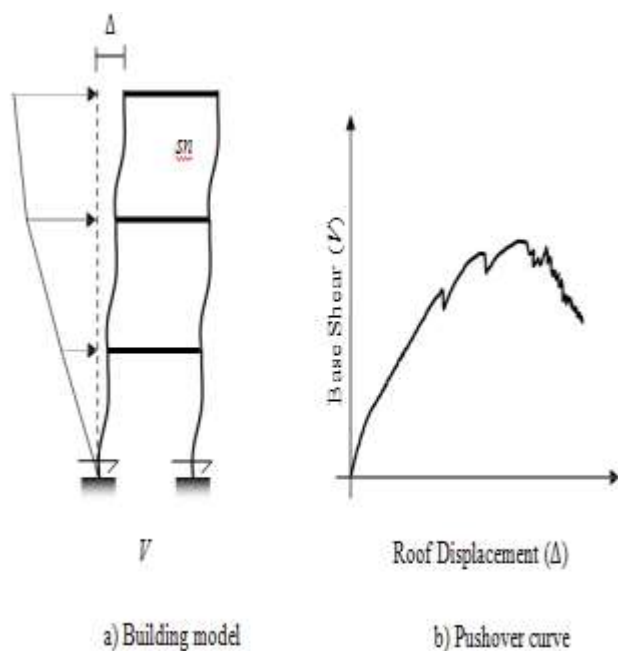 Δ
sn
Base Shear (V)
V
Roof Displacement (Δ)
a) Building model
b) Pushover curve